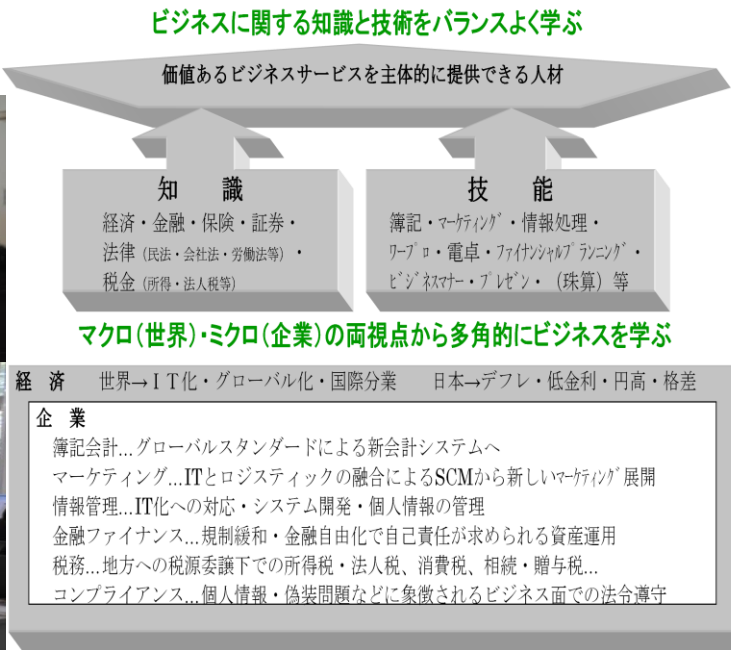 ビジネスに関する知識と技術をバランスよく学ぶ
価値あるビジネスサービスを主体的に提供できる人材
知 識
経済・金融・保険・証券・
法律（民法・会社法・労働法等）・
税金（所得・法人税等）
技 能
簿記・ﾏｰｹﾃｨﾝｸﾞ・情報処理・
ﾜｰﾌﾟﾛ・電卓・ﾌｧｲﾅﾝｼｬﾙﾌﾟﾗﾝﾆﾝｸﾞ・
ﾋﾞｼﾞﾈｽﾏﾅｰ・ﾌﾟﾚｾﾞﾝ・（珠算）等
マクロ（世界）・ミクロ（企業）の両視点から多角的にビジネスを学ぶ
経 済 世界→ＩＴ化・グローバル化・国際分業 日本→デフレ・低金利・円高・格差
企 業
簿記会計...グローバルスタンダードによる新会計システムへ
マーケティング...ITとロジスティックの融合によるSCMから新しいﾏｰｹﾃｨﾝｸﾞ展開
情報管理...IT化への対応・システム開発・個人情報の管理
金融ファイナンス...規制緩和・金融自由化で自己責任が求められる資産運用
税務...地方への税源委譲下での所得税・法人税、消費税、相続・贈与税...
コンプライアンス...個人情報・偽装問題などに象徴されるビジネス面での法令遵守